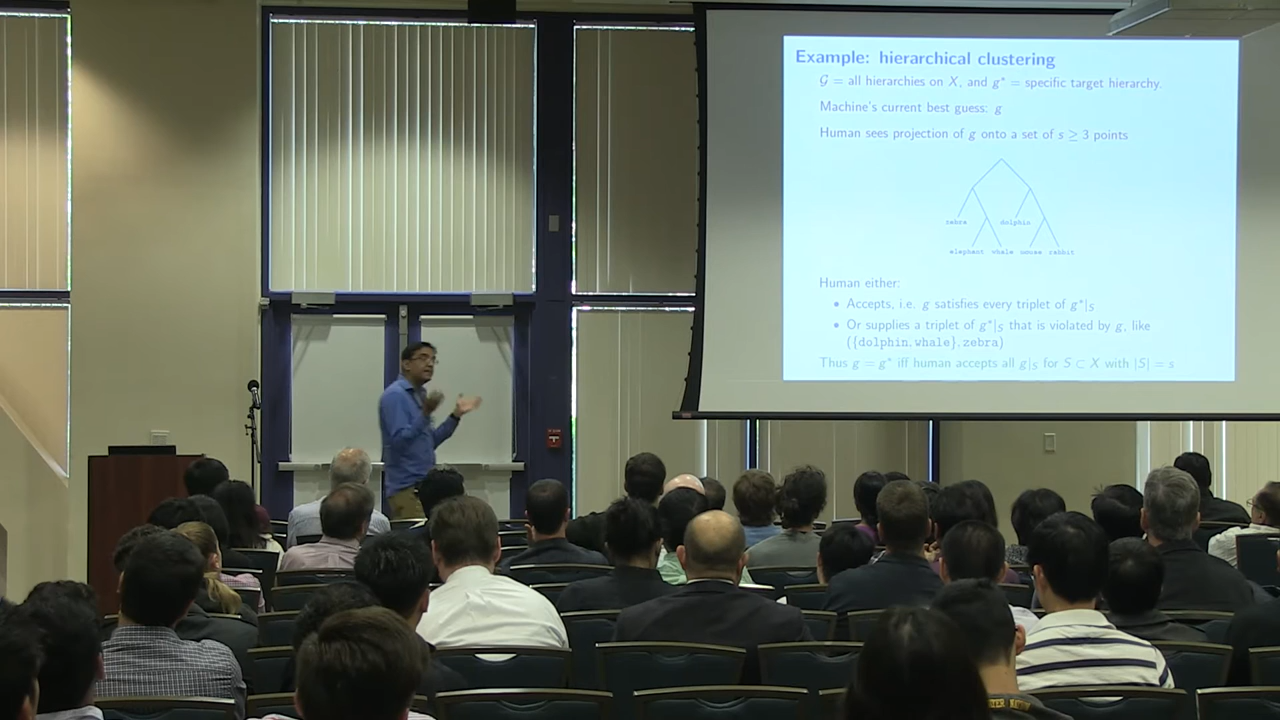 Example: hierarchical clustering
𝒢 = all hierarchies on X, and g* = specific target hierarchy.
Machine's current best guess: g
Human sees projection of g onto a set of s ≥ 3 points
zebra dolphin
elephant whale mouse rabbit
Human either:
• Accepts, i.e. g satisfies every triplet of g*|S
• Or supplies a triplet of g*|S that is violated by g, like
({dolphin, whale}, zebra)
Thus g = g* iff human accepts all g|S for S ⊂ X with |S| = s